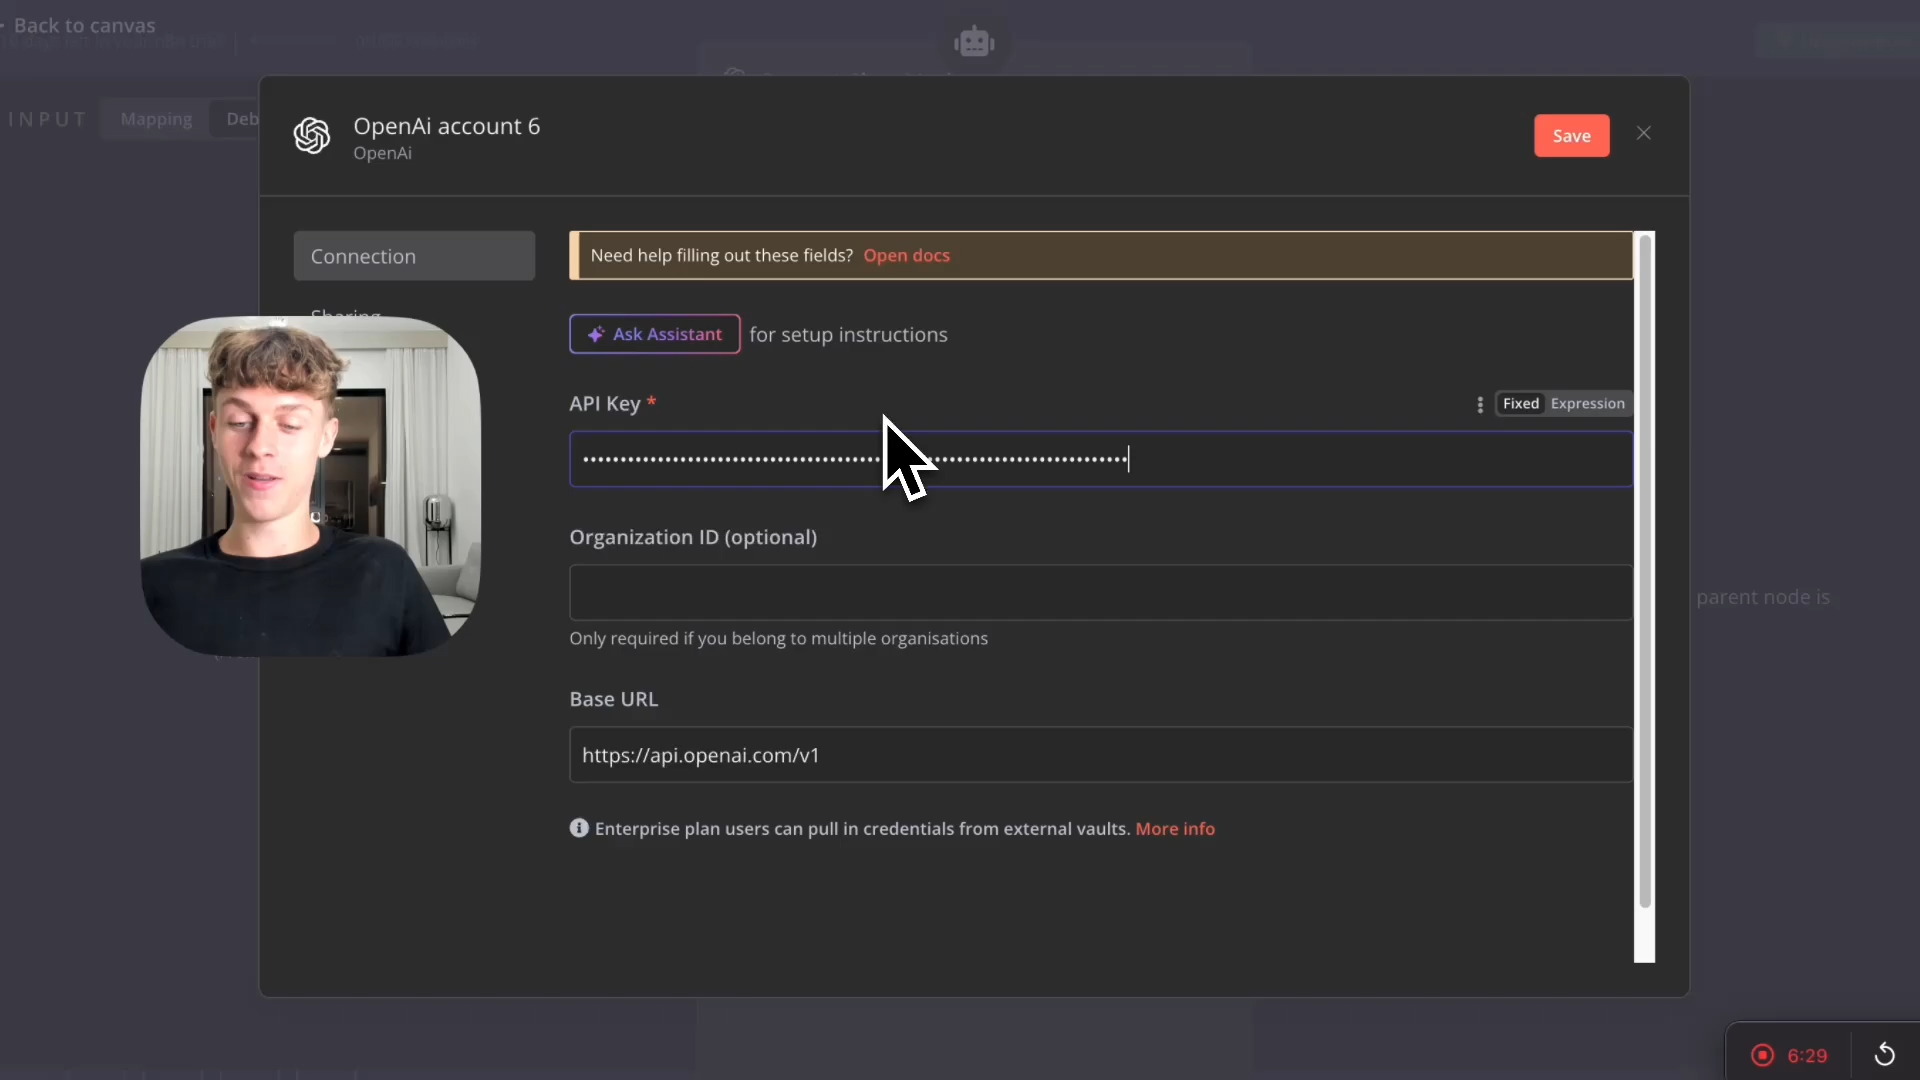 Back to canvas
INPUT
Mapping
Deb
OpenAi account 6
OpenAi
Save
Connection
Sharing
Need help filling out these fields? Open docs
Ask Assistant for setup instructions
API Key *
Fixed
Expression
Organization ID (optional)
Only required if you belong to multiple organisations
Base URL
https://api.openai.com/v1
Enterprise plan users can pull in credentials from external vaults. More info
parent node is
6:29